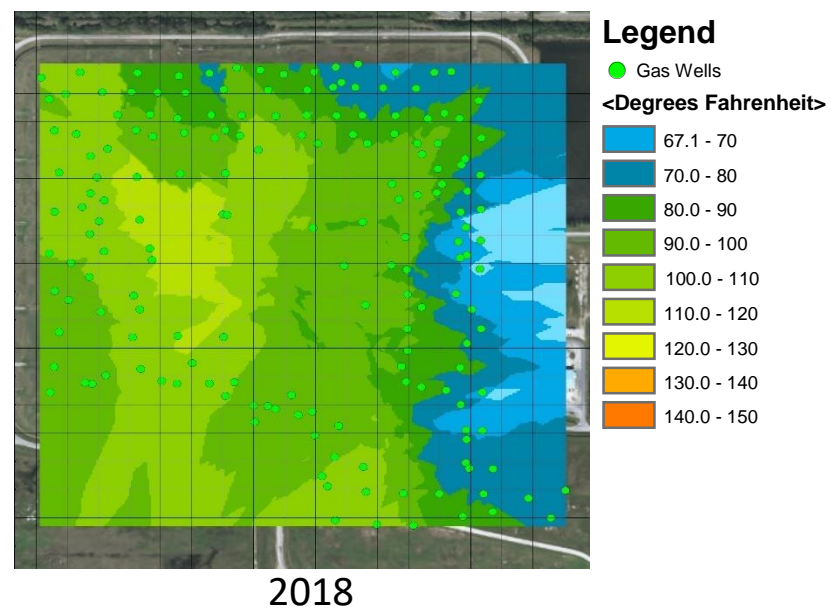 Legend
Gas Wells
<Degrees Fahrenheit>
67.1 - 70
70.0 - 80
80.0 - 90
90.0 - 100
100.0 - 110
110.0 - 120
120.0 - 130
130.0 - 140
140.0 - 150
2018